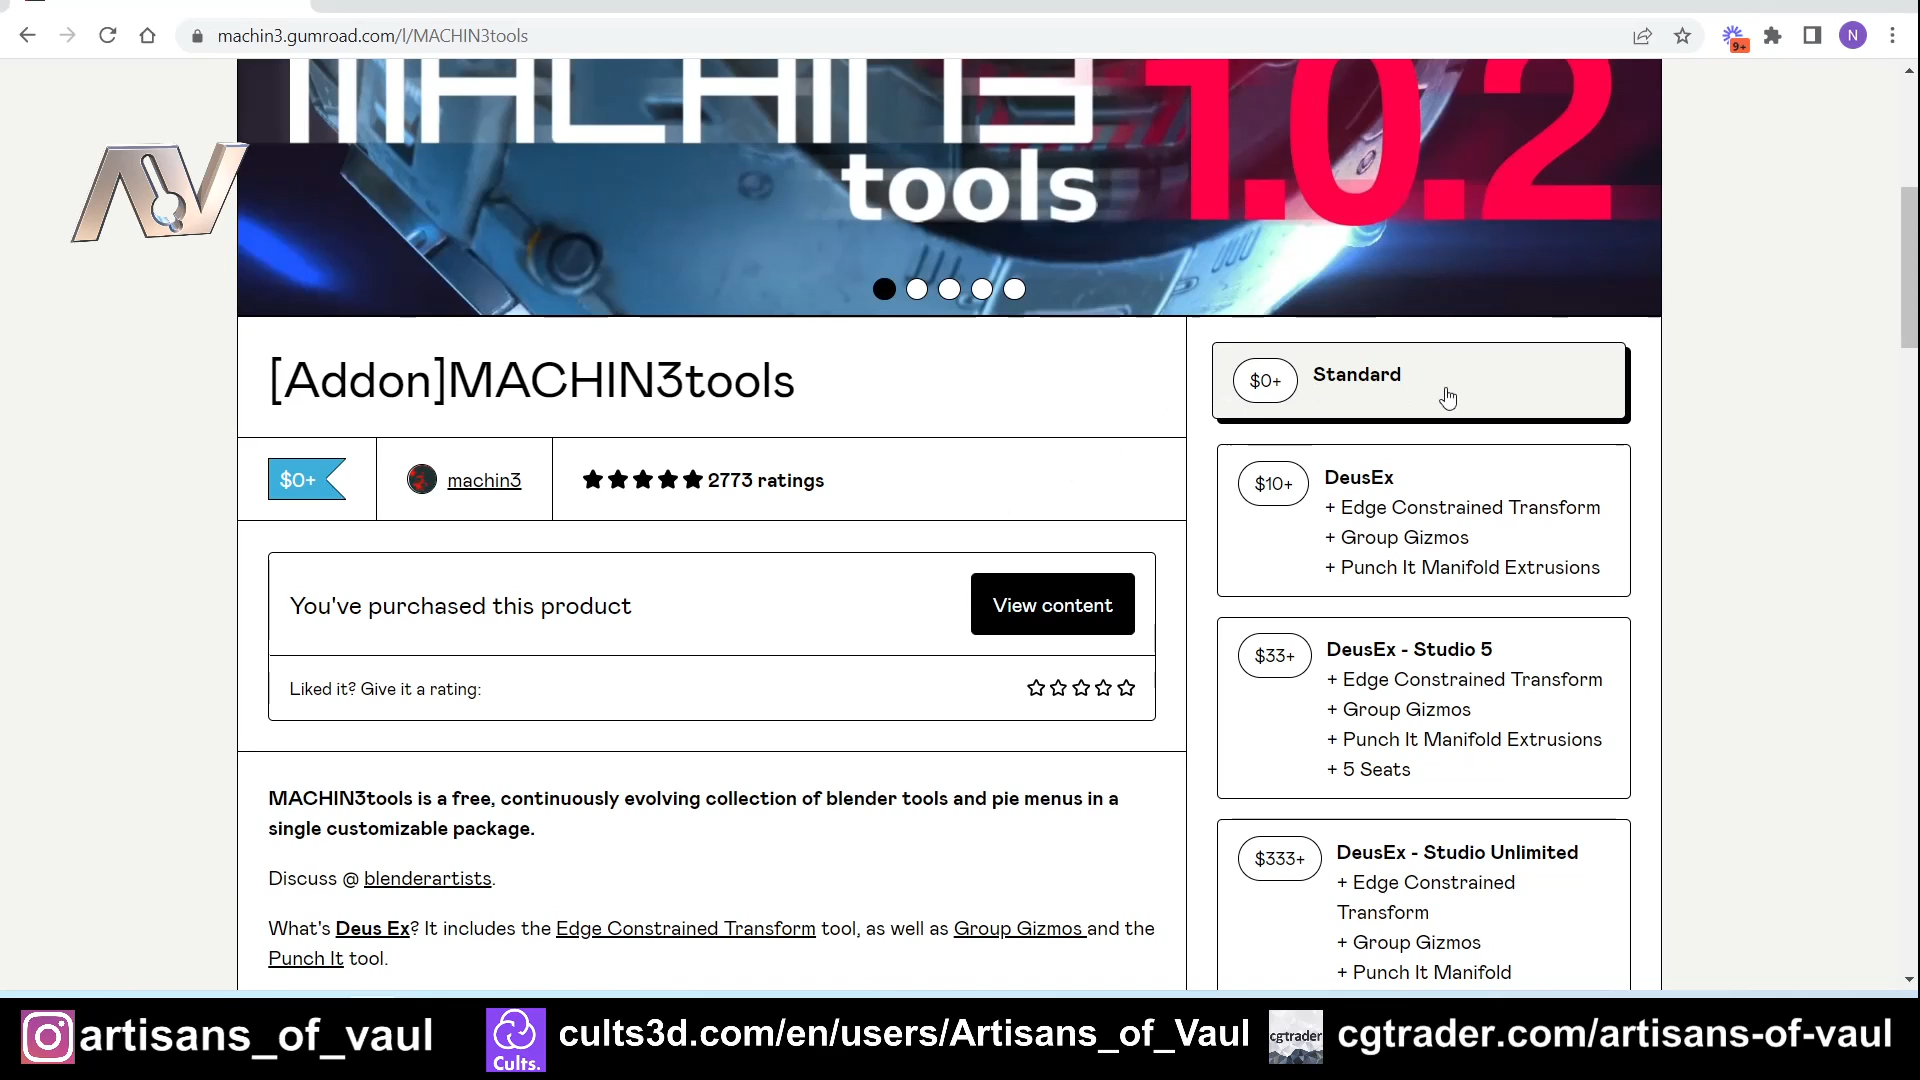 machin3.gumroad.com/l/MACHIN3tools
9+
N
MACHIN3
tools
1.0.2
AV
[Addon]MACHIN3tools
$0+
machin3
2773 ratings
You've purchased this product
View content
Liked it? Give it a rating:
MACHIN3tools is a free, continuously evolving collection of blender tools and pie menus in a
single customizable package.
Discuss @ blenderartists.
What's Deus Ex? It includes the Edge Constrained Transform tool, as well as Group Gizmos and the
Punch It tool.
$0+
Standard
$10+
DeusEx
+ Edge Constrained Transform
+ Group Gizmos
+ Punch It Manifold Extrusions
$33+
DeusEx - Studio 5
+ Edge Constrained Transform
+ Group Gizmos
+ Punch It Manifold Extrusions
+ 5 Seats
$333+
DeusEx - Studio Unlimited
+ Edge Constrained
Transform
+ Group Gizmos
+ Punch It Manifold
artisans_of_vaul
Cults.
cults3d.com/en/users/Artisans_of_Vaul
cgtrader
cgtrader.com/artisans-of-vaul